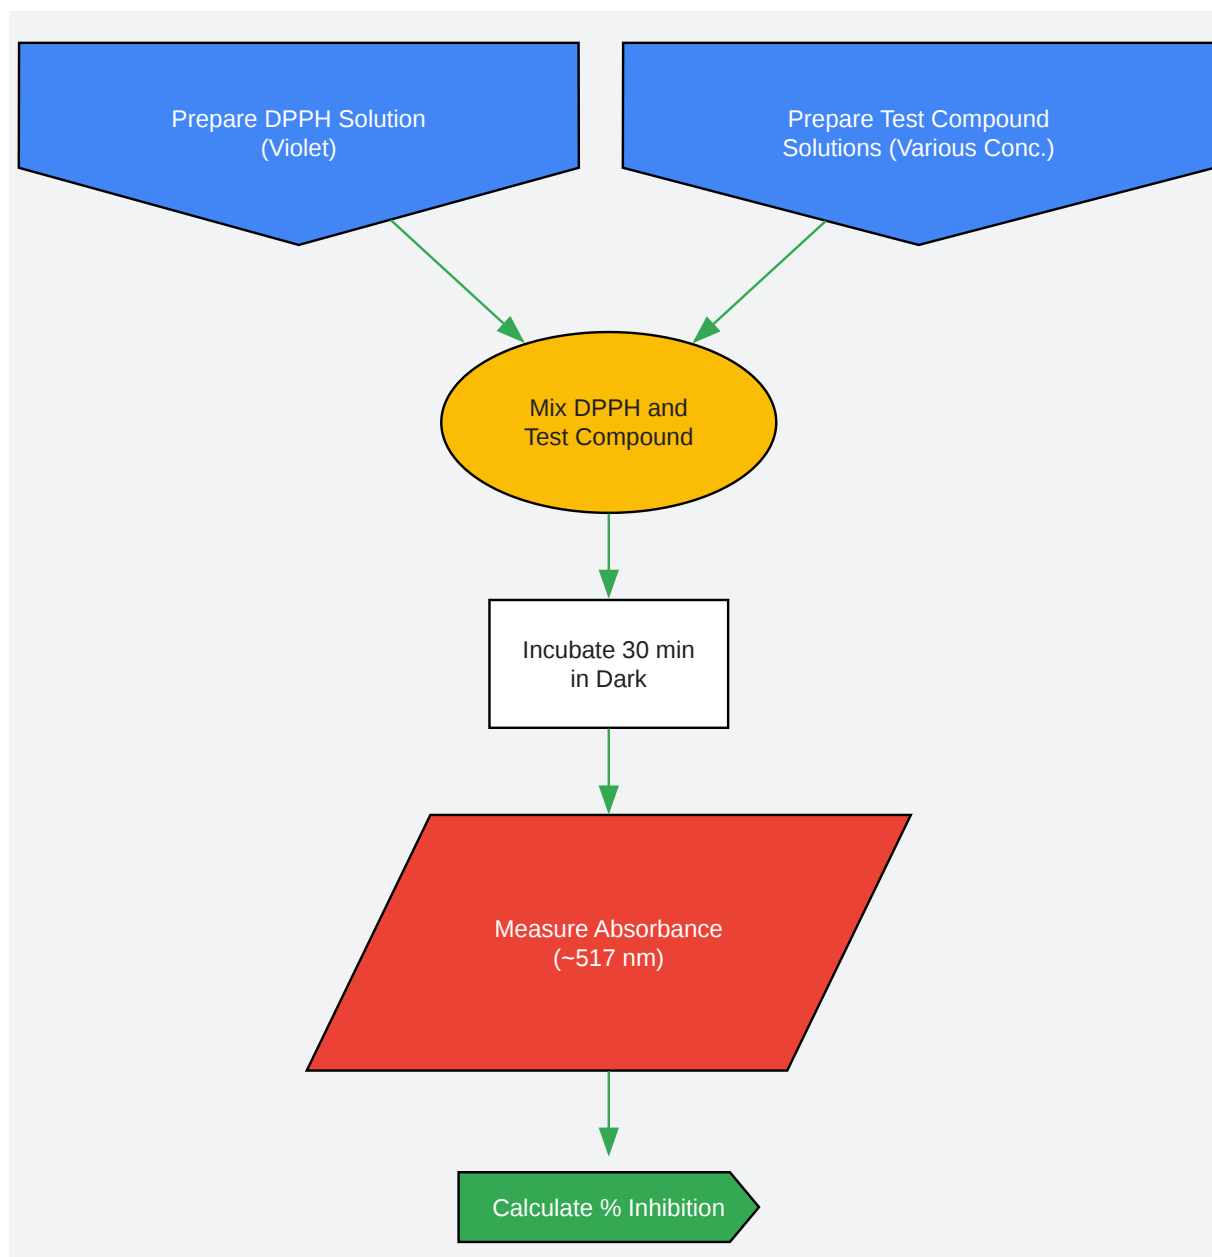 Prepare DPPH Solution
(Violet)
Prepare Test Compound
Solutions (Various Conc.)
Mix DPPH and
Test Compound
Incubate 30 min
in Dark
Measure Absorbance
(~517 nm)
Calculate % Inhibition